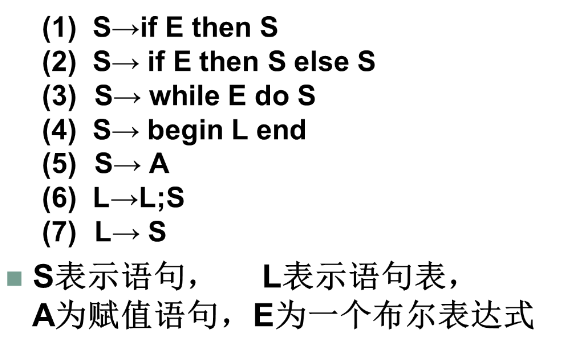 (1) S→if E then S
(2) S→ if E then S else S
(3) S→ while E do S
(4) S→ begin L end
(5) S→ A
(6) L→L;S
(7) L→ S
S表示语句， L表示语句表，
A为赋值语句，E为一个布尔表达式